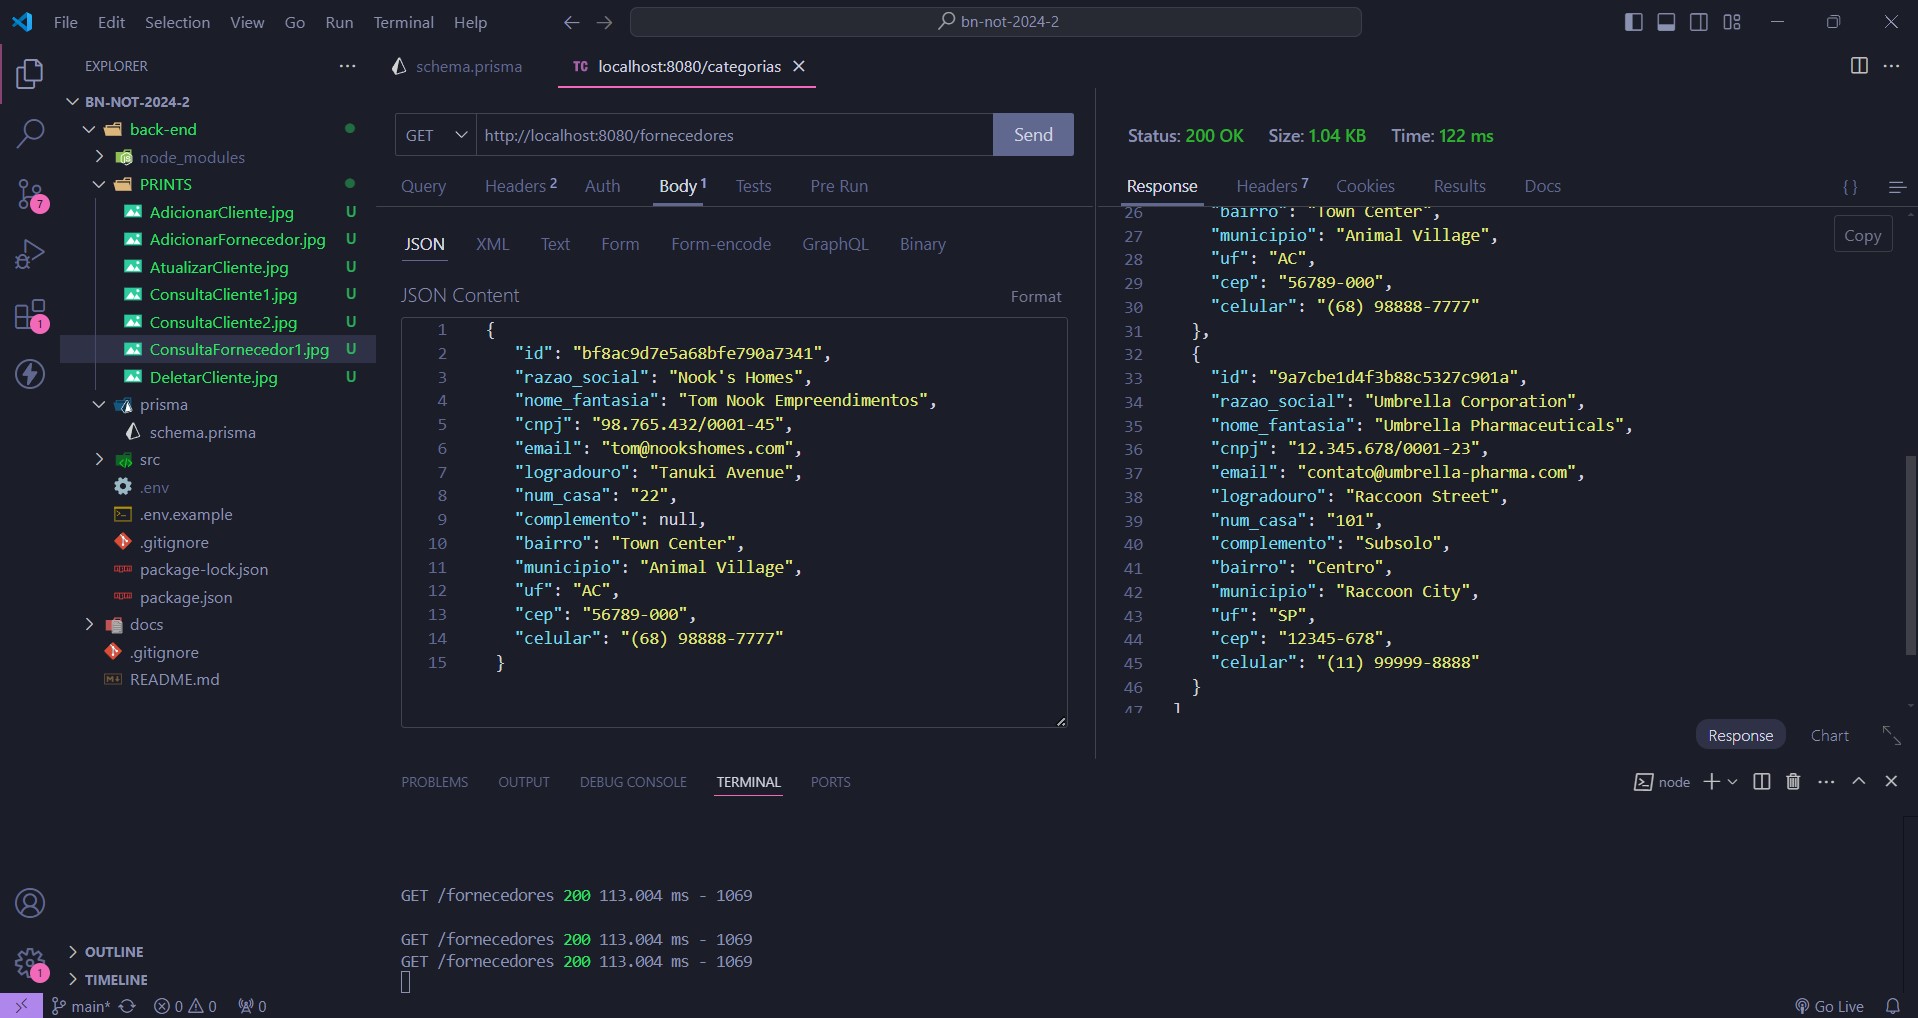 File Edit Selection View Go Run Terminal Help
bn-not-2024-2
EXPLORER
BN-NOT-2024-2
back-end
node_modules
PRINTS
AdicionarCliente.jpg U
AdicionarFornecedor.jpg U
AtualizarCliente.jpg U
ConsultaCliente1.jpg U
ConsultaCliente2.jpg U
ConsultaFornecedor1.jpg U
DeletarCliente.jpg U
prisma
schema.prisma
src
.env
.env.example
.gitignore
package-lock.json
package.json
docs
.gitignore
README.md
OUTLINE
TIMELINE
7
1
1
schema.prisma
TC localhost:8080/categorias
GET http://localhost:8080/fornecedores Send
Query Headers 2 Auth Body 1 Tests Pre Run
JSON XML Text Form Form-encode GraphQL Binary
JSON Content Format
1 {
2 "id": "bf8ac9d7e5a68bfe790a7341",
3 "razao_social": "Nook's Homes",
4 "nome_fantasia": "Tom Nook Empreendimentos",
5 "cnpj": "98.765.432/0001-45",
6 "email": "tom@nookshomes.com",
7 "logradouro": "Tanuki Avenue",
8 "num_casa": "22",
9 "complemento": null,
10 "bairro": "Town Center",
11 "municipio": "Animal Village",
12 "uf": "AC",
13 "cep": "56789-000",
14 "celular": "(68) 98888-7777"
15 }
Status: 200 OK Size: 1.04 KB Time: 122 ms
Response Headers 7 Cookies Results Docs { }
Copy
26 "bairro": "Town Center",
27 "municipio": "Animal Village",
28 "uf": "AC",
29 "cep": "56789-000",
30 "celular": "(68) 98888-7777"
31 },
32 {
33 "id": "9a7cbe1d4f3b88c5327c901a",
34 "razao_social": "Umbrella Corporation",
35 "nome_fantasia": "Umbrella Pharmaceuticals",
36 "cnpj": "12.345.678/0001-23",
37 "email": "contato@umbrella-pharma.com",
38 "logradouro": "Raccoon Street",
39 "num_casa": "101",
40 "complemento": "Subsolo",
41 "bairro": "Centro",
42 "municipio": "Raccoon City",
43 "uf": "SP",
44 "cep": "12345-678",
45 "celular": "(11) 99999-8888"
46 }
47 ]
Response Chart
PROBLEMS OUTPUT DEBUG CONSOLE TERMINAL PORTS
node
GET /fornecedores 200 113.004 ms - 1069
GET /fornecedores 200 113.004 ms - 1069
GET /fornecedores 200 113.004 ms - 1069
main* 0 0 0
Go Live